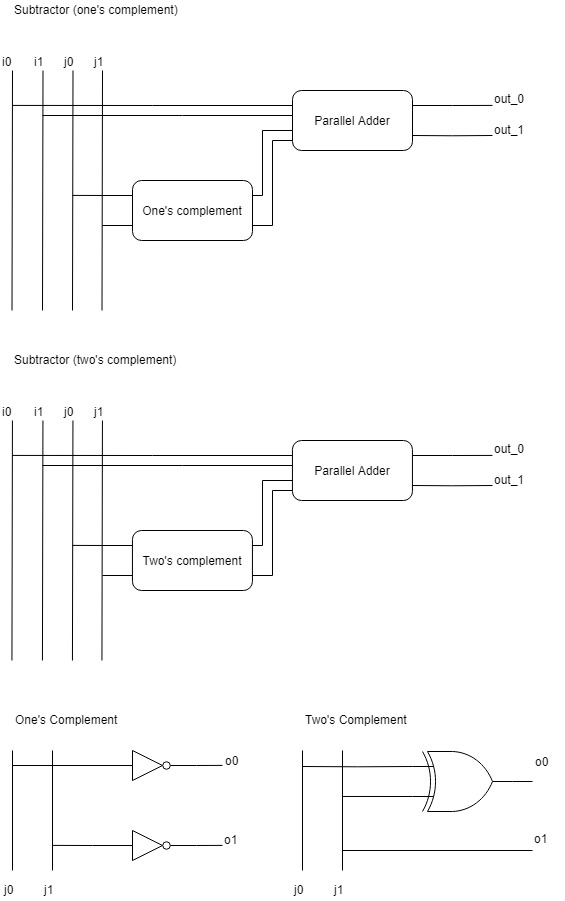 Subtractor (one's complement)
i0 i1 j0 j1
out_0
Parallel Adder
out_1
One's complement
Subtractor (two's complement)
i0 i1 j0 j1
out_0
Parallel Adder
out_1
Two's complement
One's Complement
Two's Complement
o0
o0
o1
o1
j0 j1
j0 j1